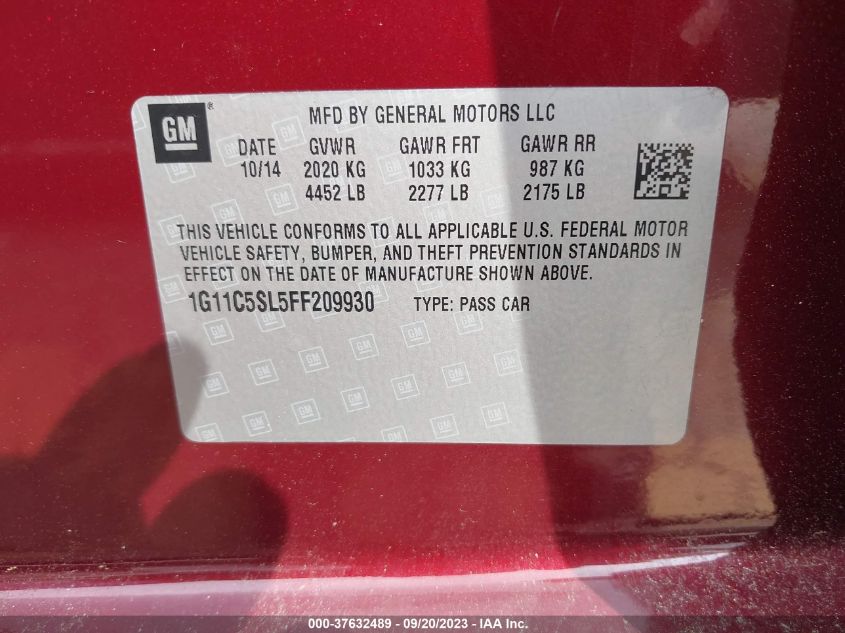 GM ® MFD BY GENERAL MOTORS LLC
DATE GVWR GAWR FRT GAWR RR
10/14 2020 KG 1033 KG 987 KG
4452 LB 2277 LB 2175 LB
THIS VEHICLE CONFORMS TO ALL APPLICABLE U.S. FEDERAL MOTOR
VEHICLE SAFETY, BUMPER, AND THEFT PREVENTION STANDARDS IN
EFFECT ON THE DATE OF MANUFACTURE SHOWN ABOVE.
1G11C5SL5FF209930 TYPE: PASS CAR
000-37632489 - 09/20/2023 - IAA Inc.